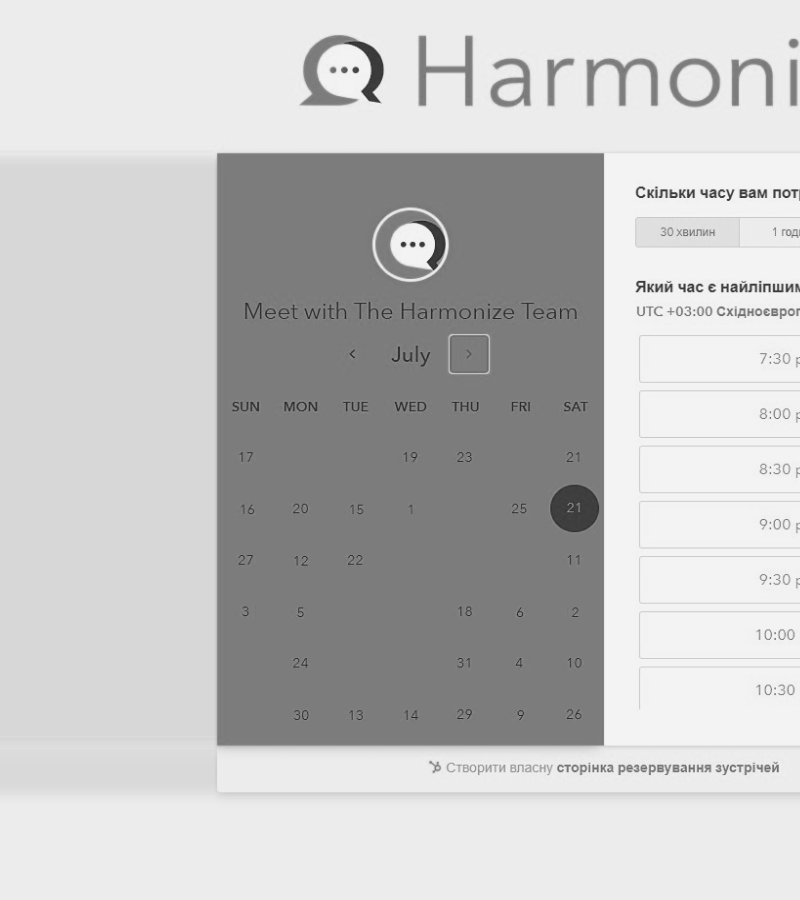 Harmoni
Meet with The Harmonize Team
July
SUN MON TUE WED THU FRI SAT
17 19 23 21
16 20 15 1 25 21
27 12 22 11
3 5 18 6 2
24 31 4 10
30 13 14 29 9 26
Скільки часу вам пот
30 хвилин 1 год
Який час є найліпшим
UTC +03:00 Східноєвроп
7:30 р
8:00 р
8:30 р
9:00 р
9:30 р
10:00
10:30
Створити власну сторінка резервування зустрічей